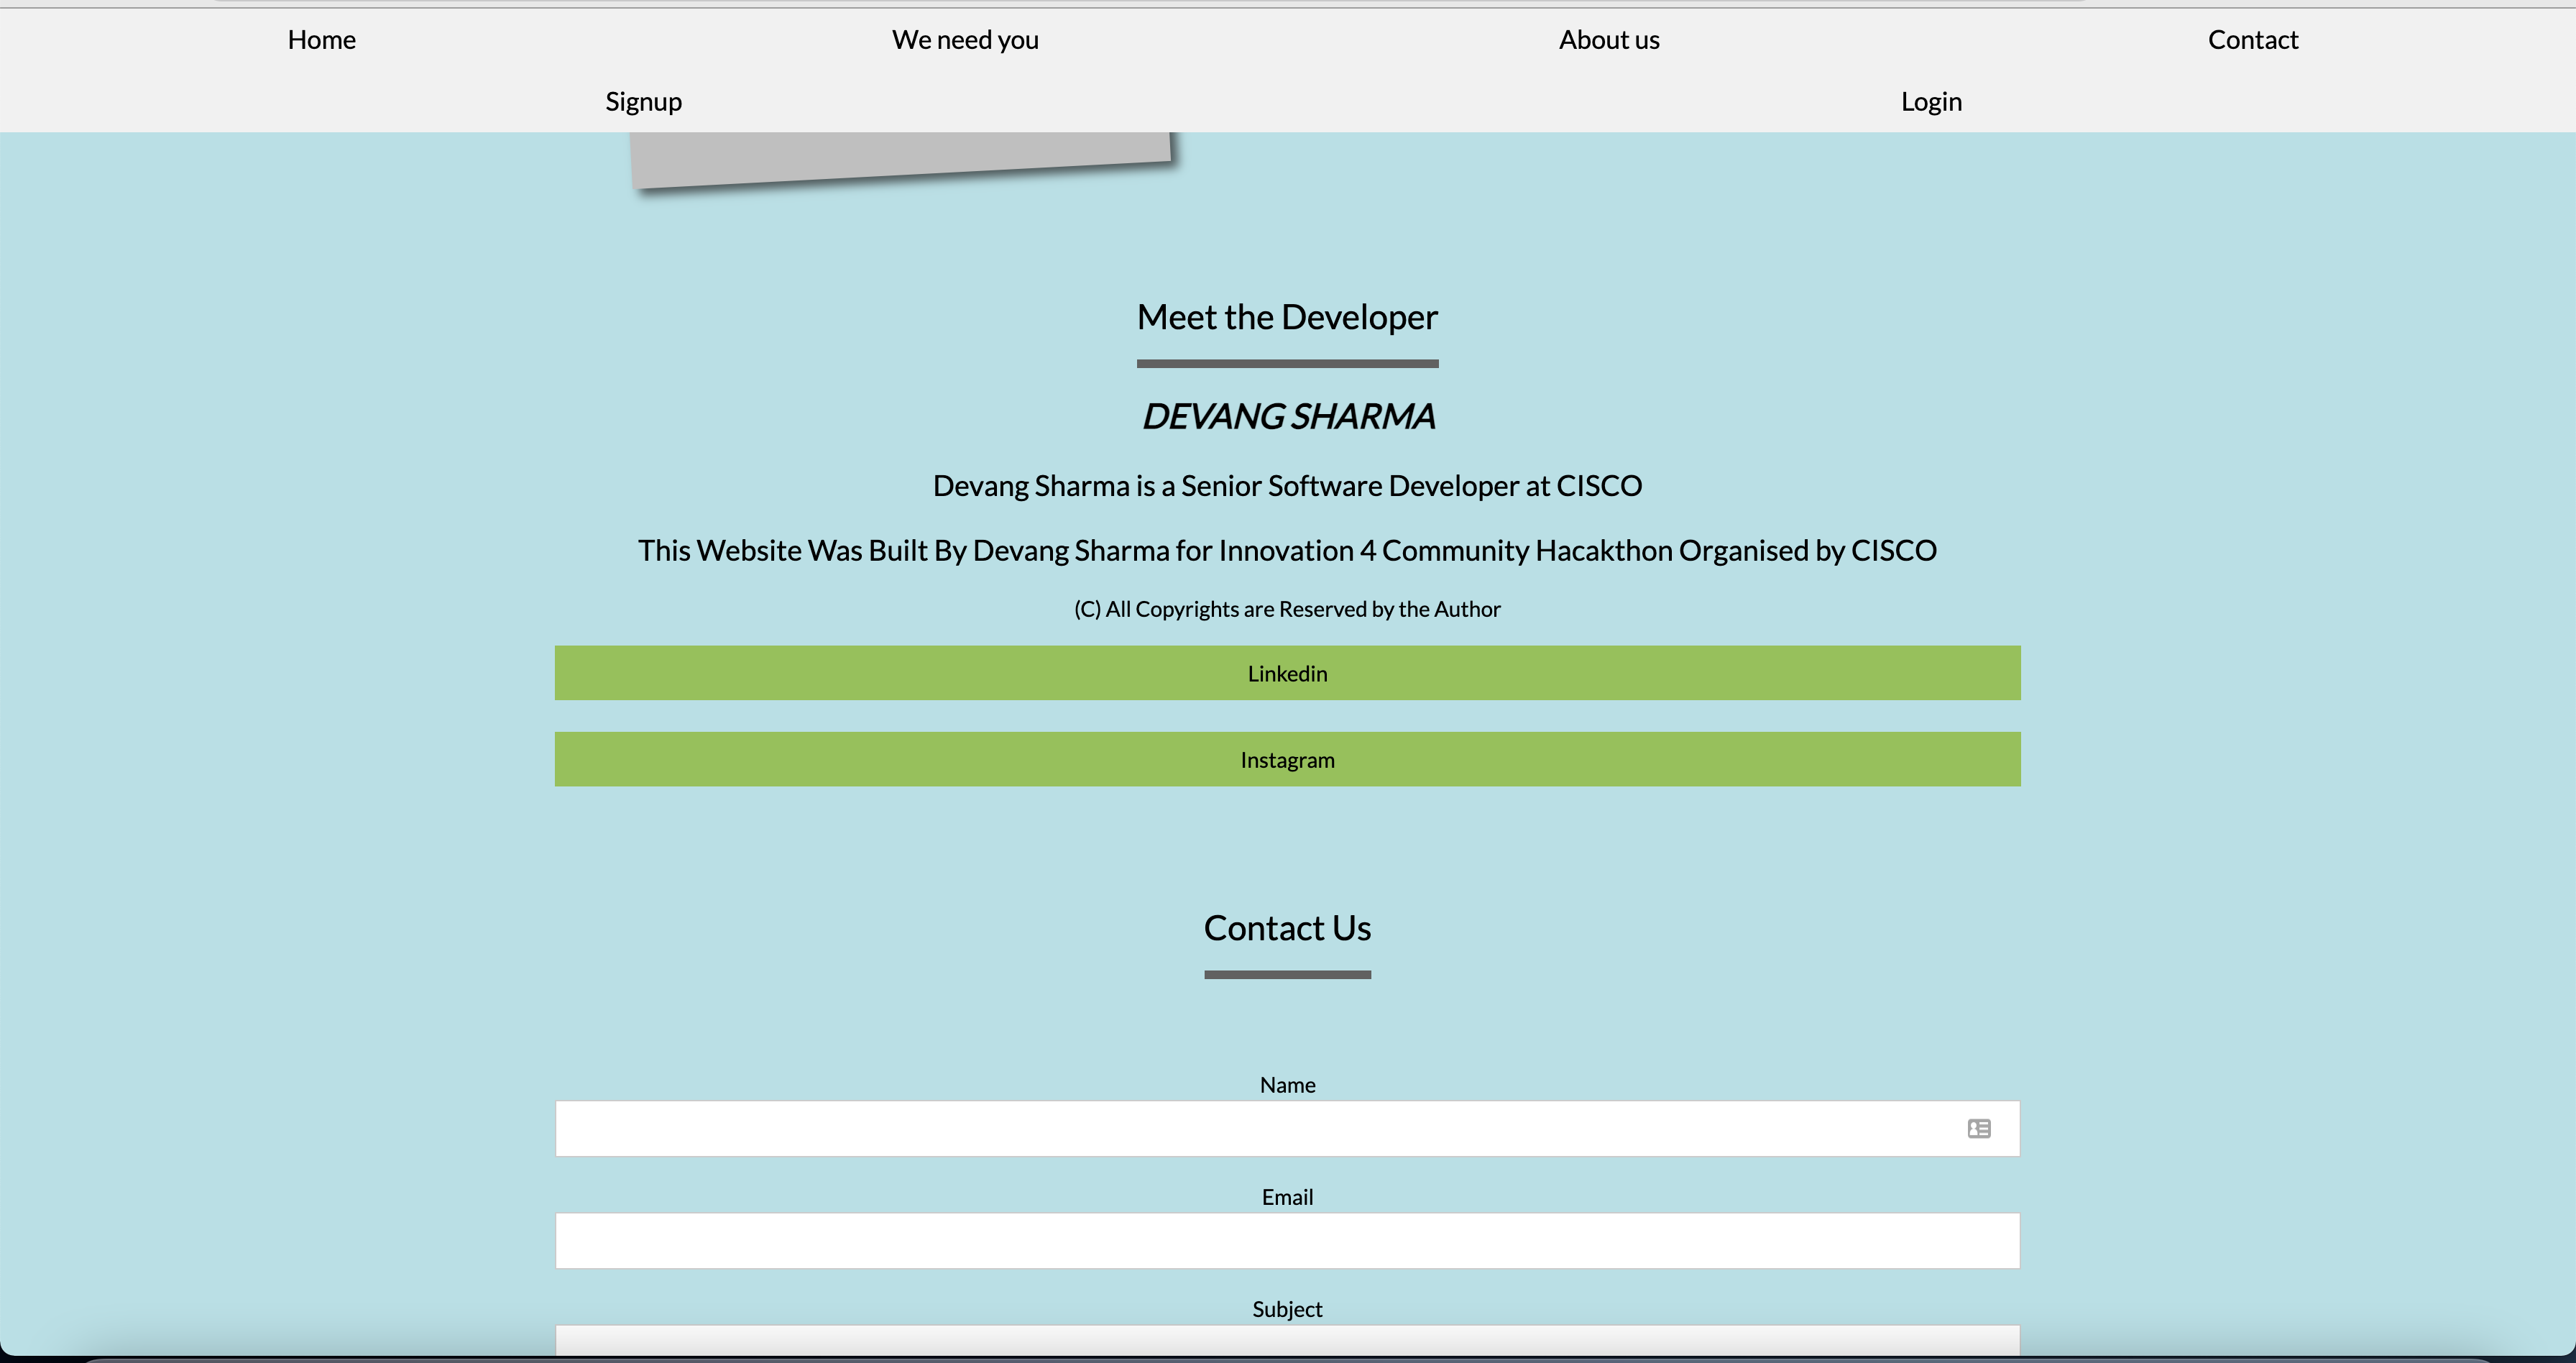 Home We need you About us Contact
Signup Login
Meet the Developer
DEVANG SHARMA
Devang Sharma is a Senior Software Developer at CISCO
This Website Was Built By Devang Sharma for Innovation 4 Community Hacakthon Organised by CISCO
(C) All Copyrights are Reserved by the Author
Linkedin
Instagram
Contact Us
Name
Email
Subject